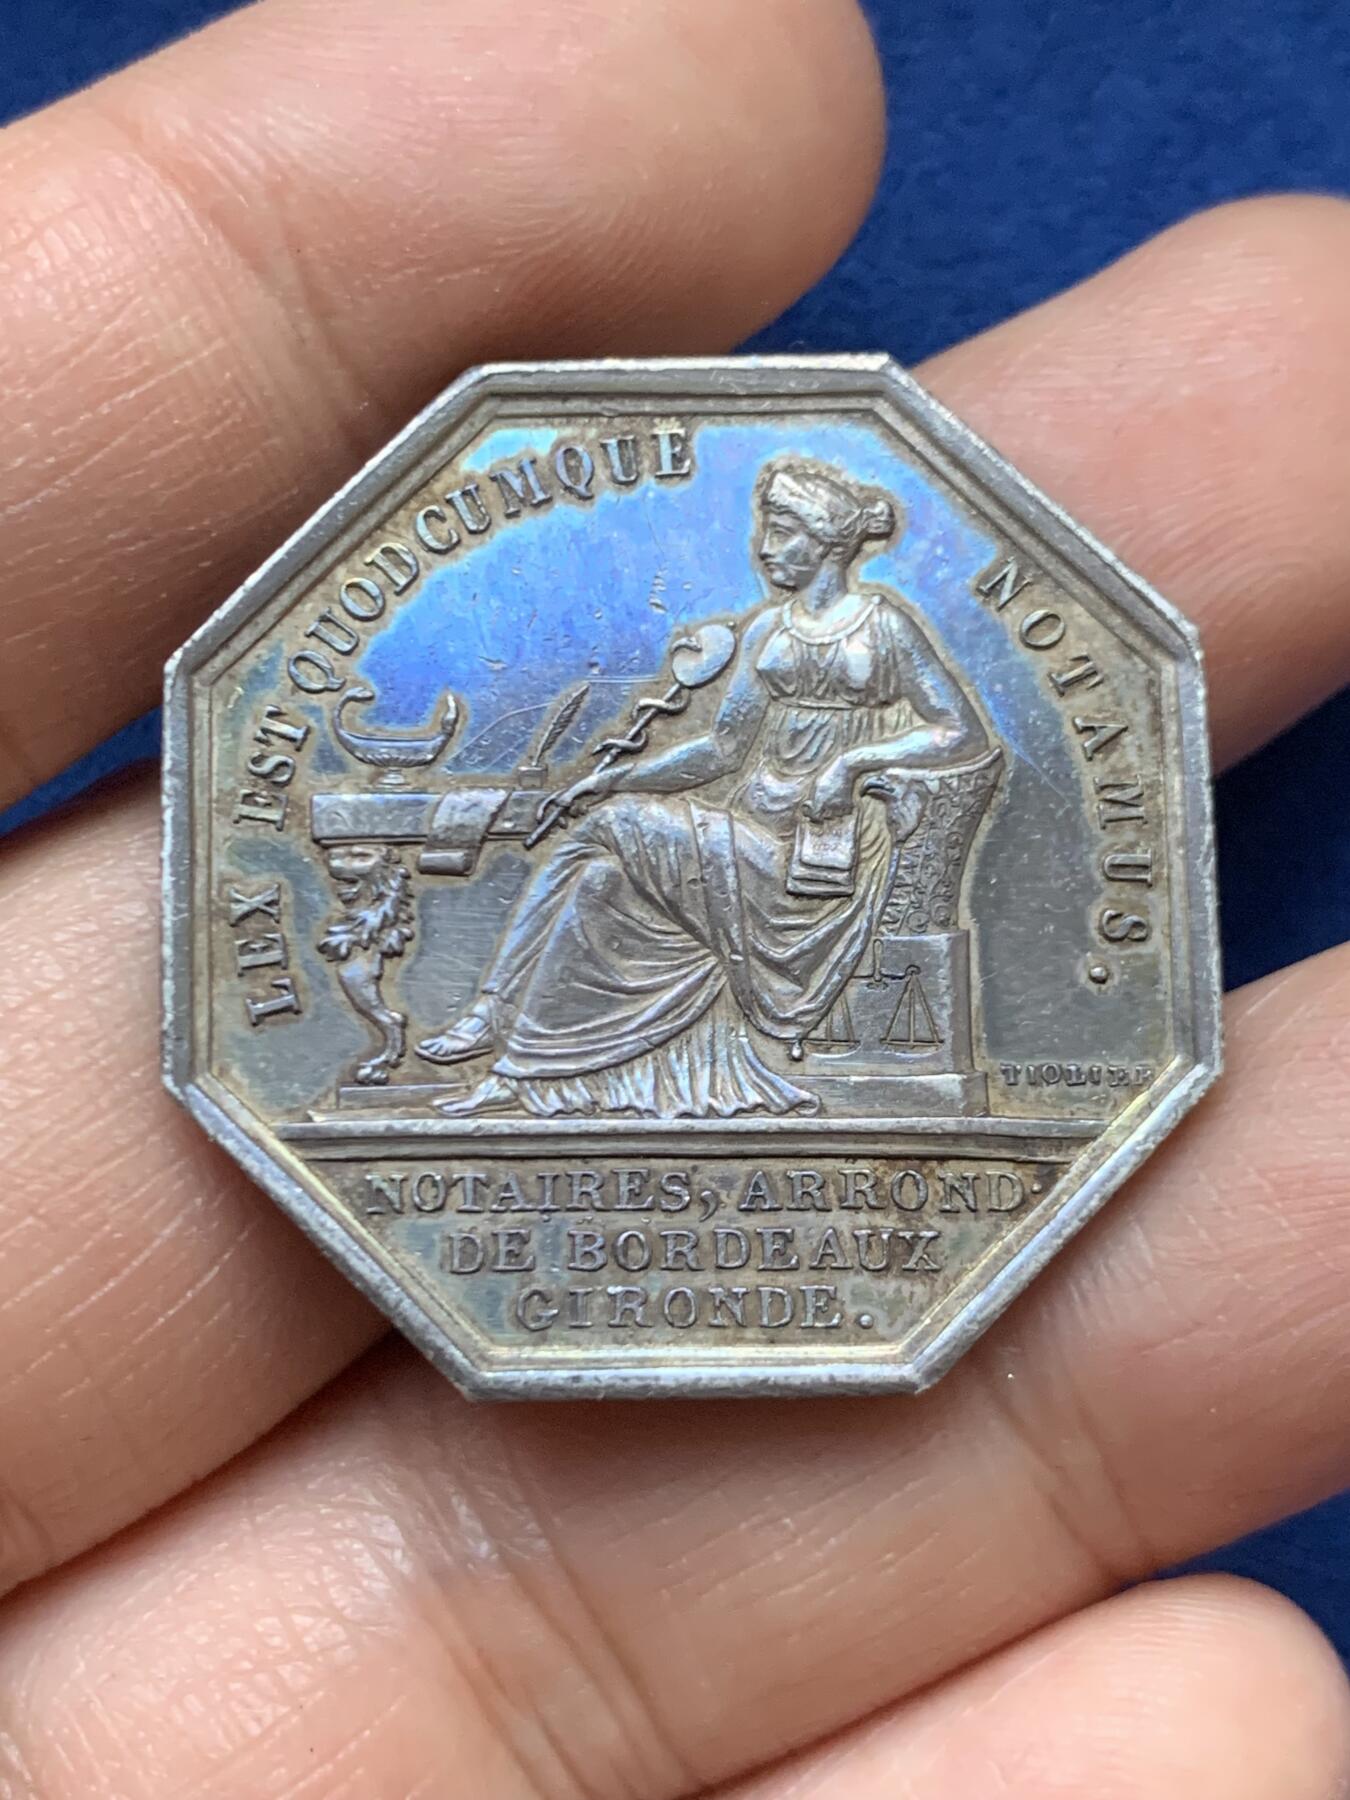 LEX EST QUODCUMQUE NOTAMUS.
TIOLIER
NOTAIRES, ARROND.
DE BORDEAUX
GIRONDE.